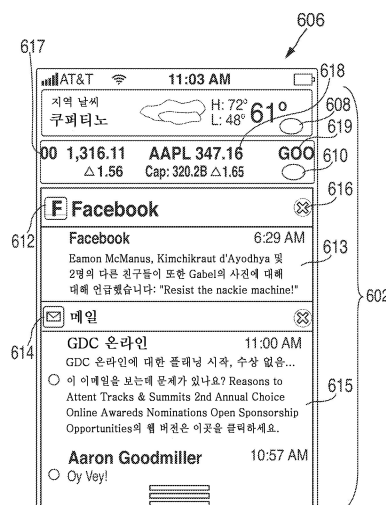 606
617
AT&T 11:03 AM
618
지역 날씨
쿠퍼티노
H: 72°
L: 48°
61°
608
619
00 1,316.11 AAPL 347.16 GOO
△1.56 Cap: 320.2B △1.65
610
F Facebook
616
612
Facebook 6:29 AM
613
Eamon McManus, Kimchikraut d'Ayodhya 및
2명의 다른 친구들이 또한 Gabel의 사진에 대해
대해 언급했습니다: "Resist the nackie machine!"
602
614
메일
GDC 온라인 11:00 AM
GDC 온라인에 대한 플래닝 시작, 수상 없음...
이 이메일을 보는데 문제가 있나요? Reasons to
Attent Tracks & Summits 2nd Annual Choice
615
Online Awareds Nominations Open Sponsorship
Opportunities의 웹 버전은 이곳을 클릭하세요.
Aaron Goodmiller 10:57 AM
Oy Vey!